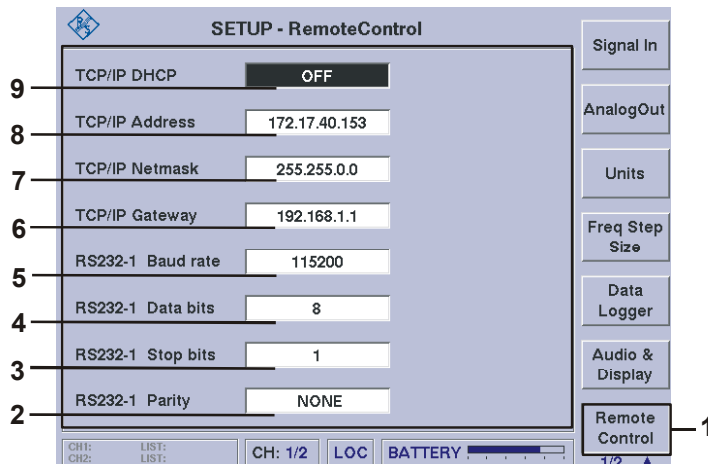 SETUP - RemoteControl
Signal In
9 TCP/IP DHCP OFF
AnalogOut
8 TCP/IP Address 172.17.40.153
7 TCP/IP Netmask 255.255.0.0
Units
6 TCP/IP Gateway 192.168.1.1
Freq Step
Size
5 RS232-1 Baud rate 115200
Data
Logger
4 RS232-1 Data bits 8
3 RS232-1 Stop bits 1
Audio &
Display
2 RS232-1 Parity NONE
Remote
Control
1
CH1: LIST:
CH2: LIST:
CH: 1/2 LOC BATTERY
1/2